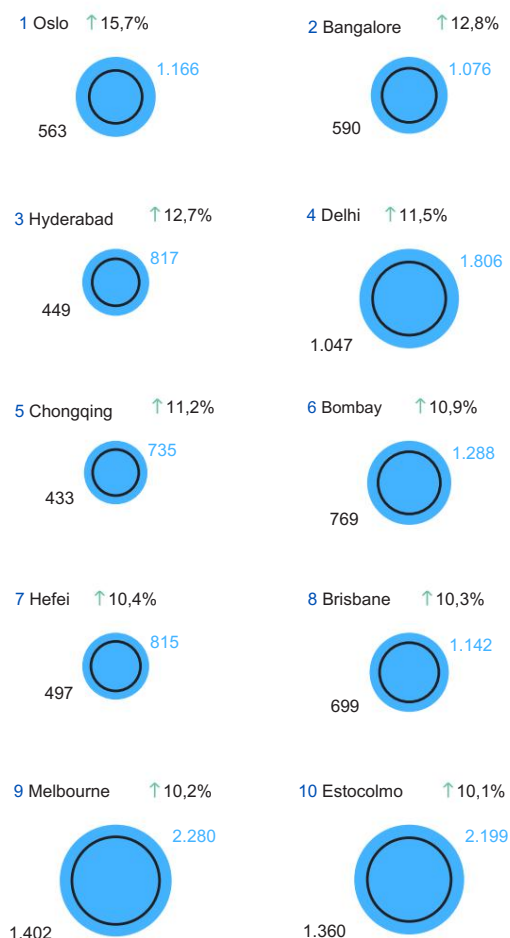 1 Oslo ↑15,7%
1.166
563
2 Bangalore ↑12,8%
1.076
590
3 Hyderabad ↑12,7%
817
449
4 Delhi ↑11,5%
1.806
1.047
5 Chongqing ↑11,2%
735
433
6 Bombay ↑10,9%
1.288
769
7 Hefei ↑10,4%
815
497
8 Brisbane ↑10,3%
1.142
699
9 Melbourne ↑10,2%
2.280
1.402
10 Estocolmo ↑10,1%
2.199
1.360